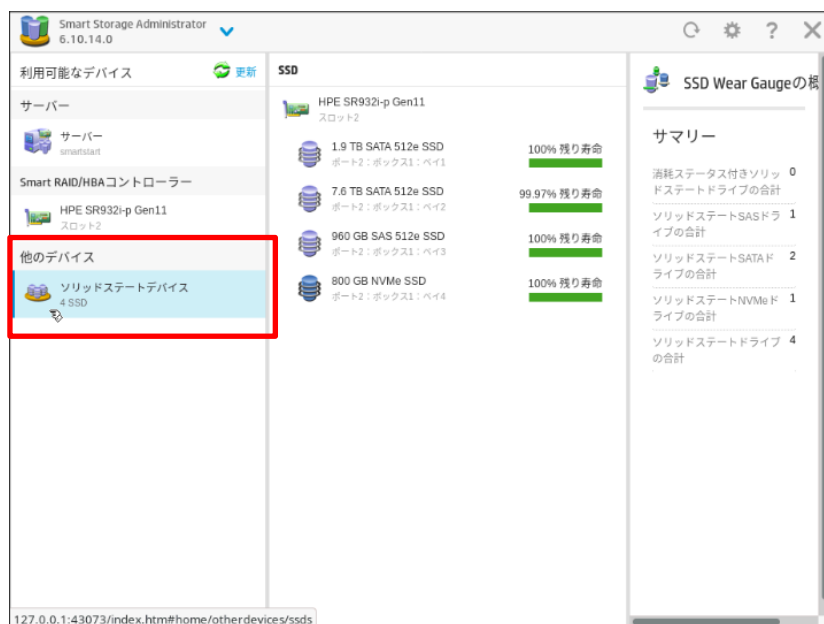 Smart Storage Administrator
6.10.14.0
利用可能なデバイス
更新
サーバー
サーバー
smartstart
Smart RAID/HBAコントローラー
HPE SR932i-p Gen11
スロット2
他のデバイス
ソリッドステートデバイス
4 SSD
SSD
HPE SR932i-p Gen11
スロット2
1.9 TB SATA 512e SSD
100% 残り寿命
ポート2：ボックス1：ベイ1
7.6 TB SATA 512e SSD
99.97% 残り寿命
ポート2：ボックス1：ベイ2
960 GB SAS 512e SSD
100% 残り寿命
ポート2：ボックス1：ベイ3
800 GB NVMe SSD
100% 残り寿命
ポート2：ボックス1：ベイ4
SSD Wear Gaugeの概
サマリー
消耗ステータス付きソリッ 0
ドステートドライブの合計
ソリッドステートSASドラ 1
イブの合計
ソリッドステートSATAド 2
ライブの合計
ソリッドステートNVMeド 1
ライブの合計
ソリッドステートドライブ 4
の合計
127.0.0.1:43073/index.htm#home/otherdevices/ssds